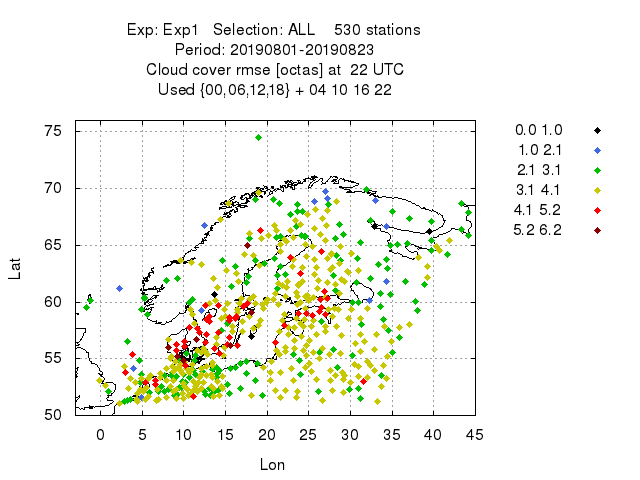 Exp: Exp1 Selection: ALL 530 stations
Period: 20190801-20190823
Cloud cover rmse [octas] at 22 UTC
Used {00,06,12,18} + 04 10 16 22
75
70
65
60
55
50
Lat
0 5 10 15 20 25 30 35 40 45
Lon
0.0 1.0
1.0 2.1
2.1 3.1
3.1 4.1
4.1 5.2
5.2 6.2